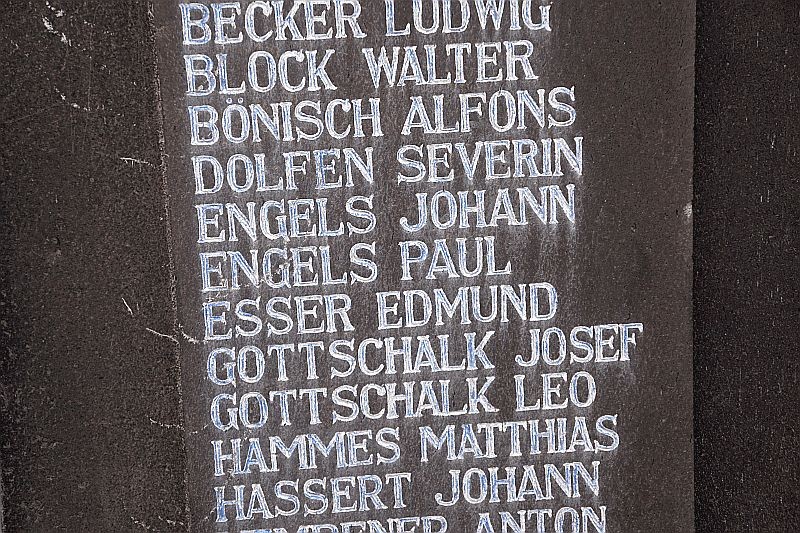 BECKER LUDWIG
BLOCK WALTER
BÖNISCH ALFONS
DOLFEN SEVERIN
ENGELS JOHANN
ENGELS PAUL
ESSER EDMUND
GOTTSCHALK JOSEF
GOTTSCHALK LEO
HAMMES MATTHIAS
HASSERT JOHANN
ANTON